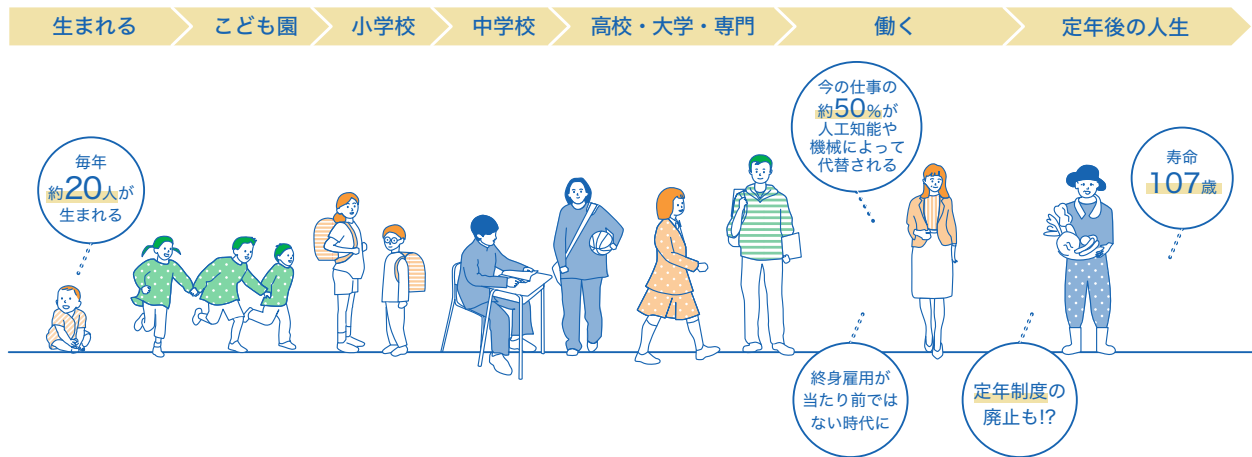 生まれる
こども園
小学校
中学校
高校・大学・専門
働く
定年後の人生
毎年
約20人が
生まれる
今の仕事の
約50%が
人工知能や
機械によって
代替される
寿命
107歳
終身雇用が
当たり前では
ない時代に
定年制度の
廃止も!?